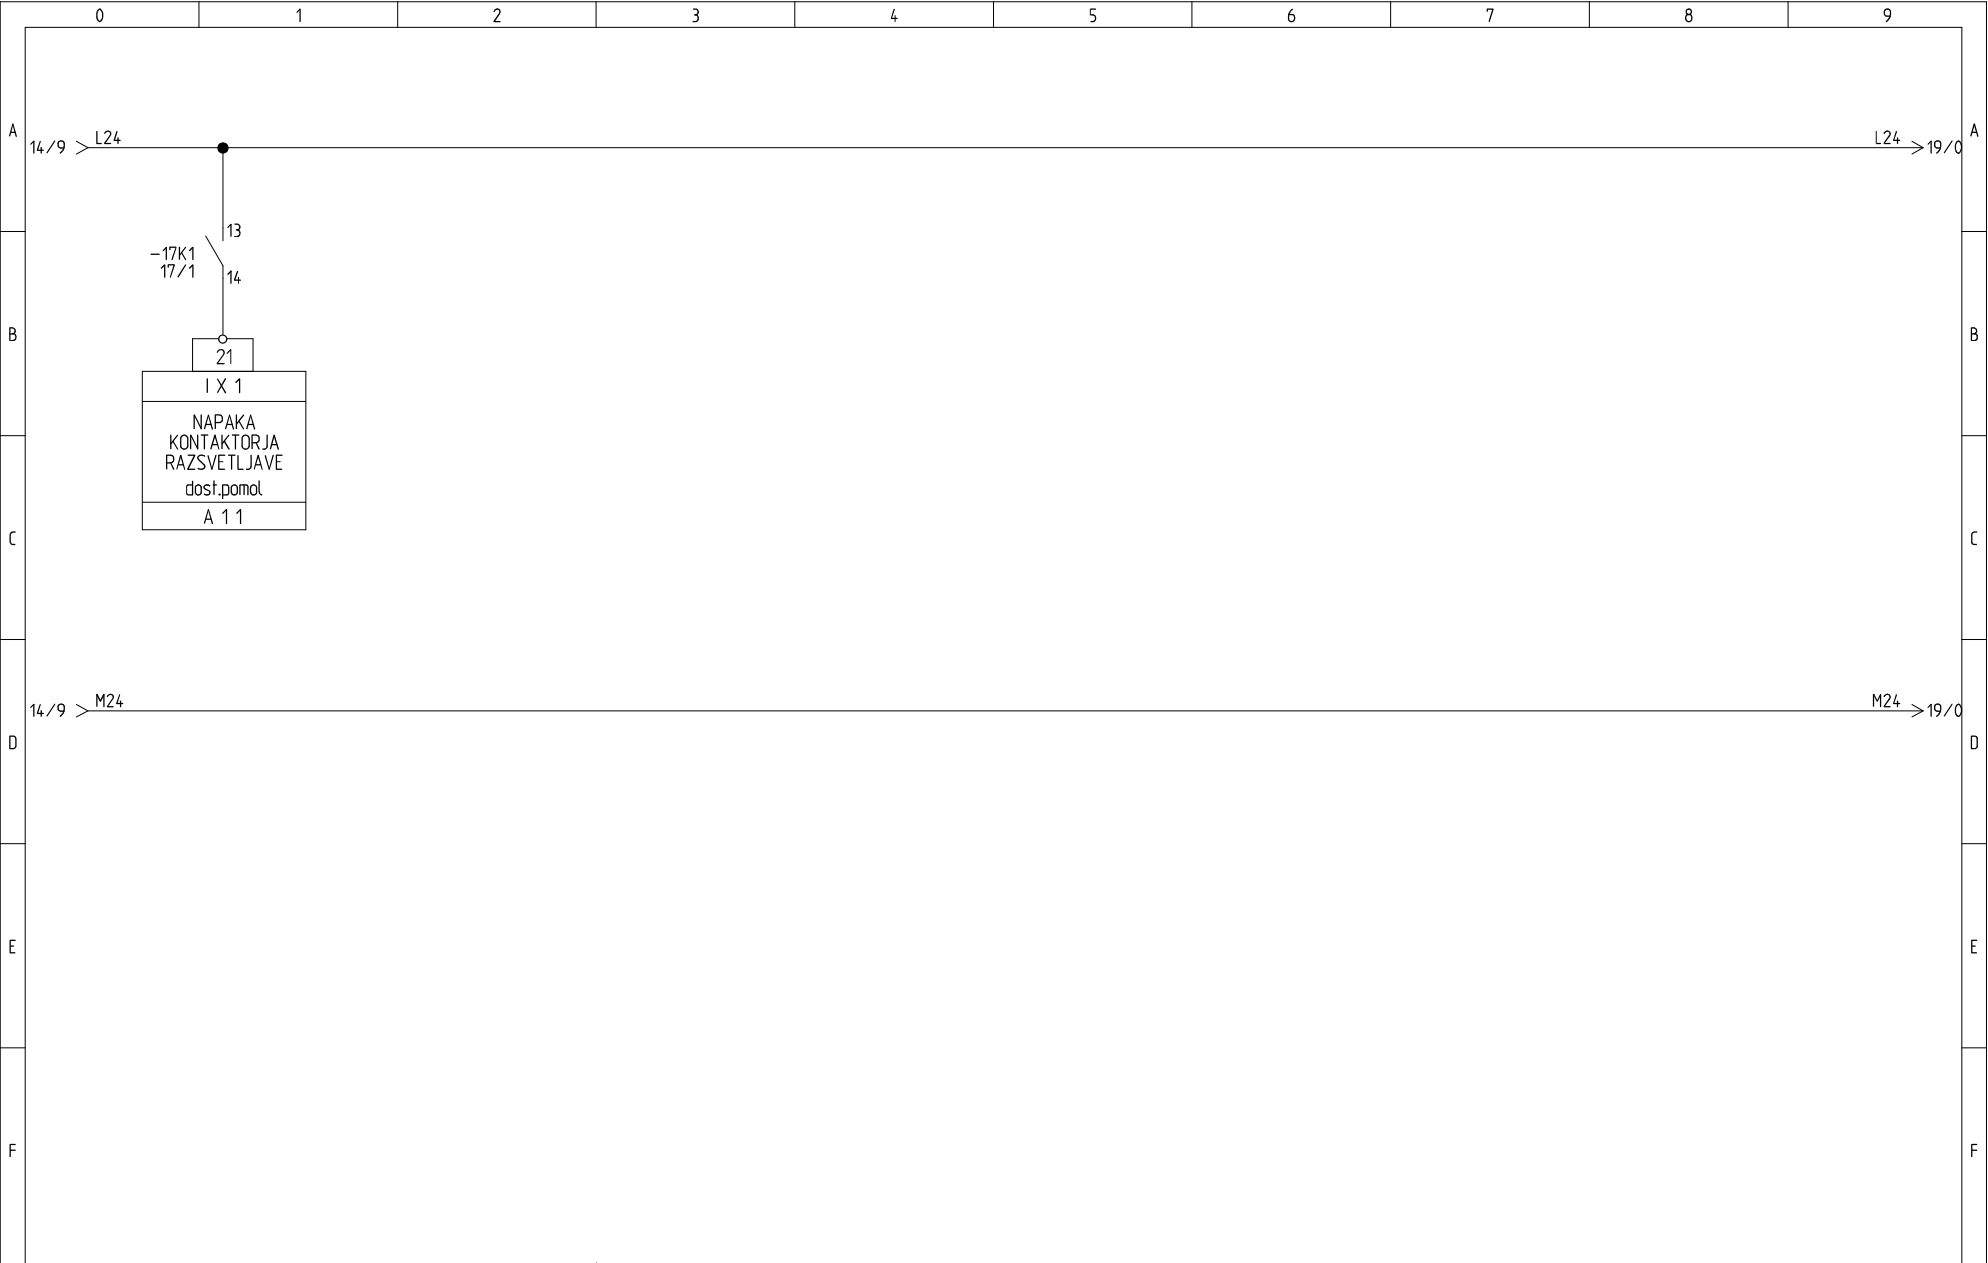 0 1 2 3 4 5 6 7 8 9
A A
L24 L24
14/9 19/0
13
-17K1
17/1
14
B B
21
I X 1
NAPAKA
KONTAKTORJA
RAZSVETLJAVE
dost.pomol
A 1 1
C C
M24 M24
14/9 19/0
D D
E E
F F